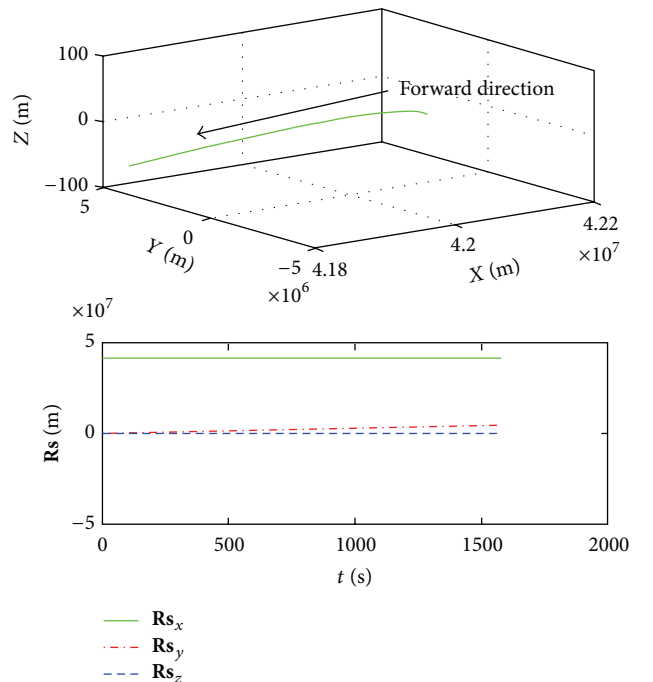 100
0
−100
Z (m)
Forward direction
5
0
−5
×10⁶
Y (m)
4.18
4.2
4.22
×10⁷
X (m)
×10⁷
5
0
−5
Rs (m)
0
500
1000
1500
2000
t (s)
Rsₓ
Rs_y
Rs_z